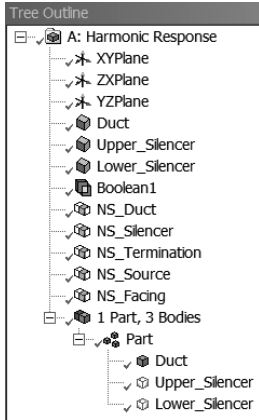 Tree Outline
A: Harmonic Response
XYPlane
ZXPlane
YZPlane
Duct
Upper_Silencer
Lower_Silencer
Boolean1
NS_Duct
NS_Silencer
NS_Termination
NS_Source
NS_Facing
1 Part, 3 Bodies
Part
Duct
Upper_Silencer
Lower_Silencer